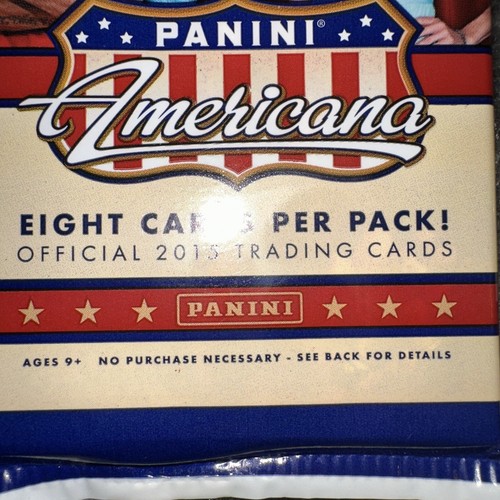 PANINI®
Americana
EIGHT CARDS PER PACK!
OFFICIAL 2015 TRADING CARDS
PANINI
AGES 9+ NO PURCHASE NECESSARY - SEE BACK FOR DETAILS